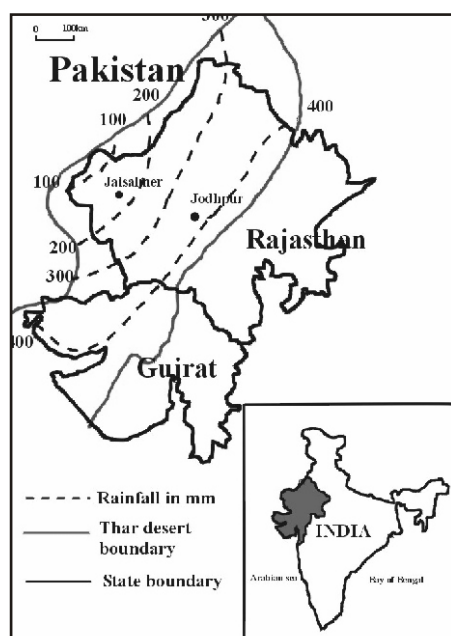 0 100km
300
Pakistan
200
100
400
100
Jaisalmer
Jodhpur
200
Rajasthan
300
400
Gujrat
Rainfall in mm
Thar desert
boundary
State boundary
INDIA
Arabian sea
Bay of Bengal